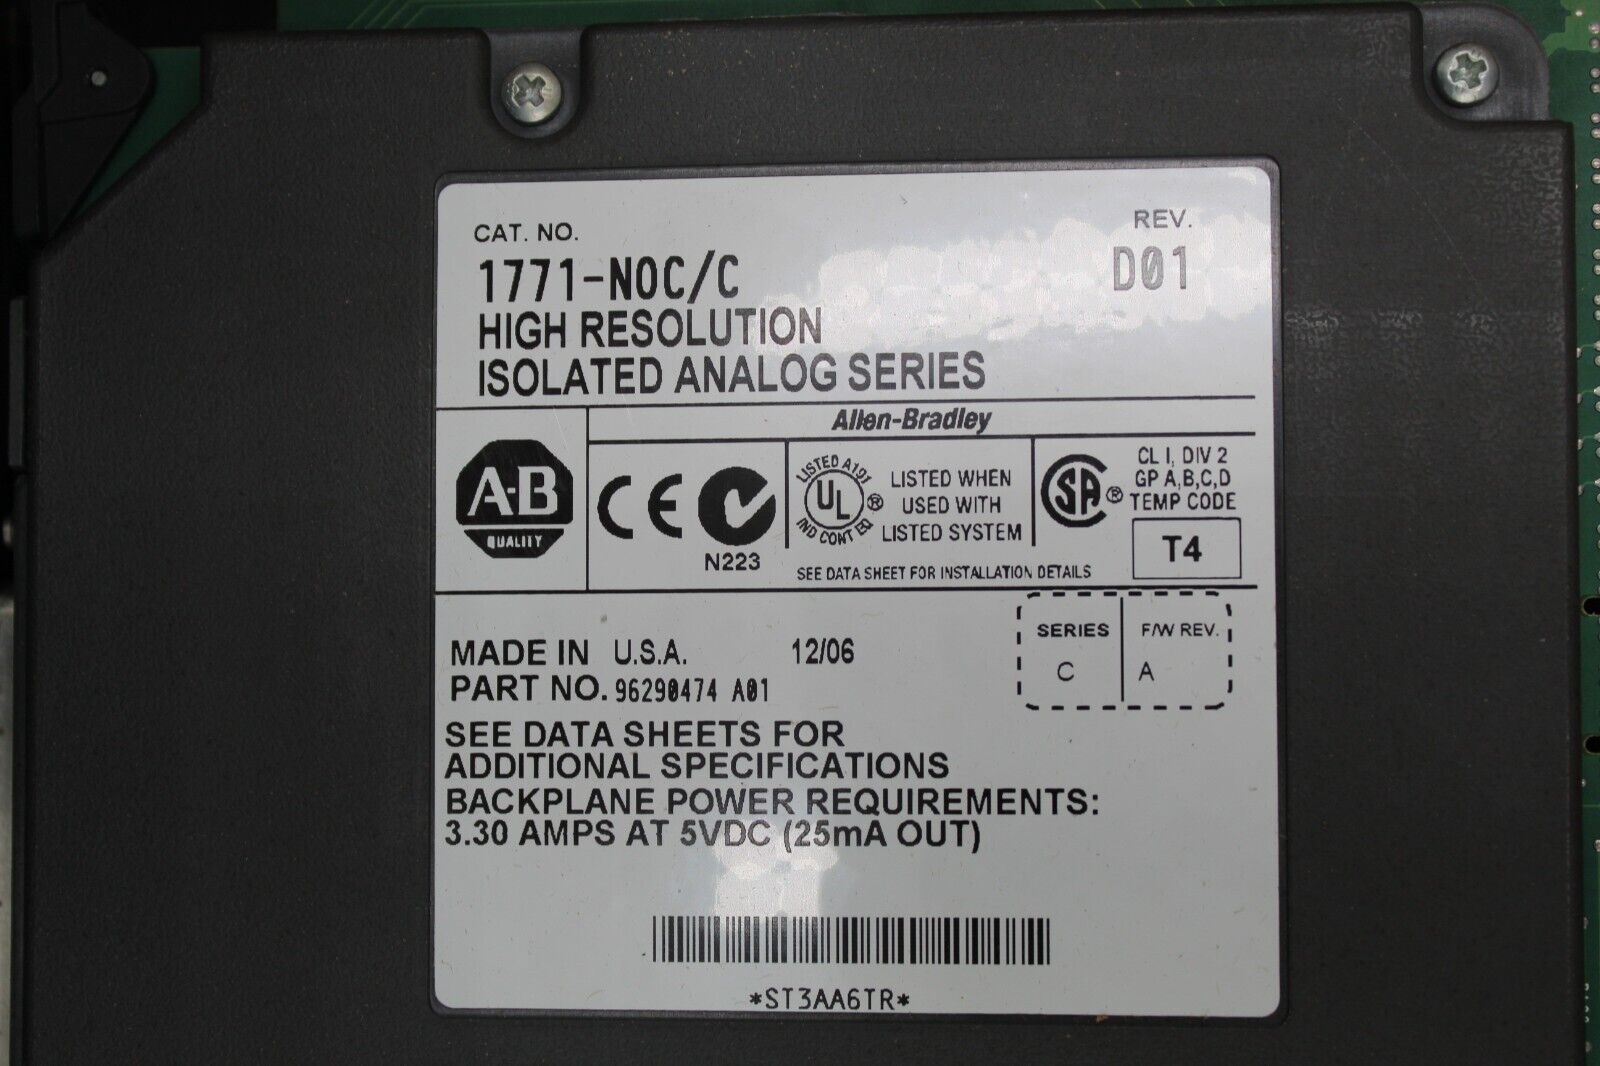 CAT. NO.
REV.
1771-NOC/C
D01
HIGH RESOLUTION
ISOLATED ANALOG SERIES
Allen-Bradley
A-B
QUALITY
CE
N223
LISTED A191
UL
®
IND CONT EQ
LISTED WHEN
USED WITH
LISTED SYSTEM
SA ®
CL I, DIV 2
GP A,B,C,D
TEMP CODE
T4
SEE DATA SHEET FOR INSTALLATION DETAILS
MADE IN U.S.A. 12/06
PART NO. 96290474 A01
SERIES
C
F/W REV.
A
SEE DATA SHEETS FOR
ADDITIONAL SPECIFICATIONS
BACKPLANE POWER REQUIREMENTS:
3.30 AMPS AT 5VDC (25mA OUT)
*ST3AA6TR*